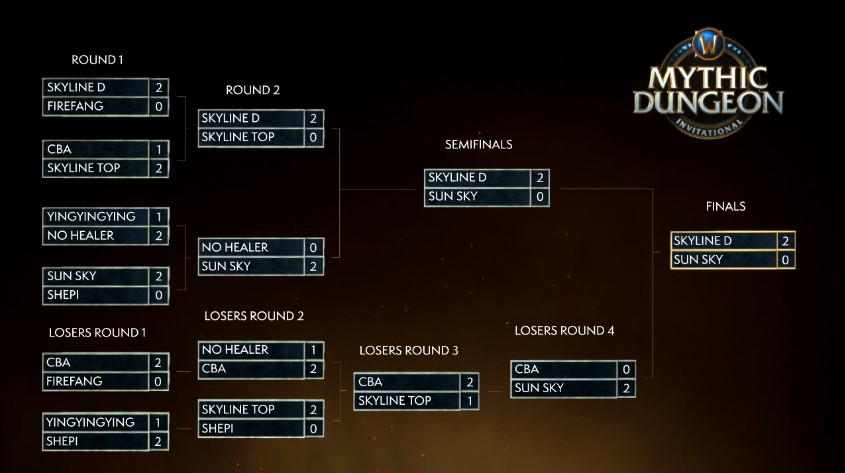 ROUND 1
SKYLINE D 2
FIREFANG 0
CBA 1
SKYLINE TOP 2
YINGYINGYING 1
NO HEALER 2
SUN SKY 2
SHEPI 0
ROUND 2
SKYLINE D 2
SKYLINE TOP 0
NO HEALER 0
SUN SKY 2
SEMIFINALS
SKYLINE D 2
SUN SKY 0
W
MYTHIC
DUNGEON
INVITATIONAL
FINALS
SKYLINE D 2
SUN SKY 0
LOSERS ROUND 1
CBA 2
FIREFANG 0
YINGYINGYING 1
SHEPI 2
LOSERS ROUND 2
NO HEALER 1
CBA 2
SKYLINE TOP 2
SHEPI 0
LOSERS ROUND 3
CBA 2
SKYLINE TOP 1
LOSERS ROUND 4
CBA 0
SUN SKY 2